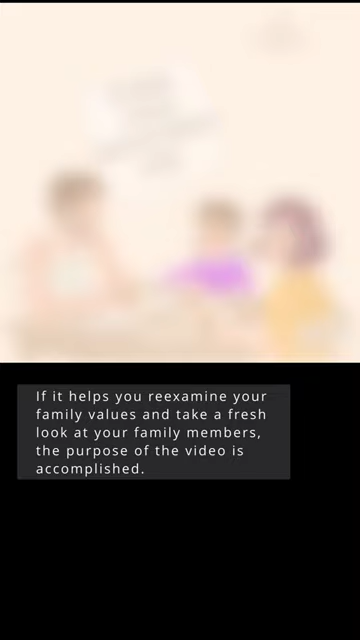 If it helps you reexamine your
family values and take a fresh
look at your family members,
the purpose of the video is
accomplished.